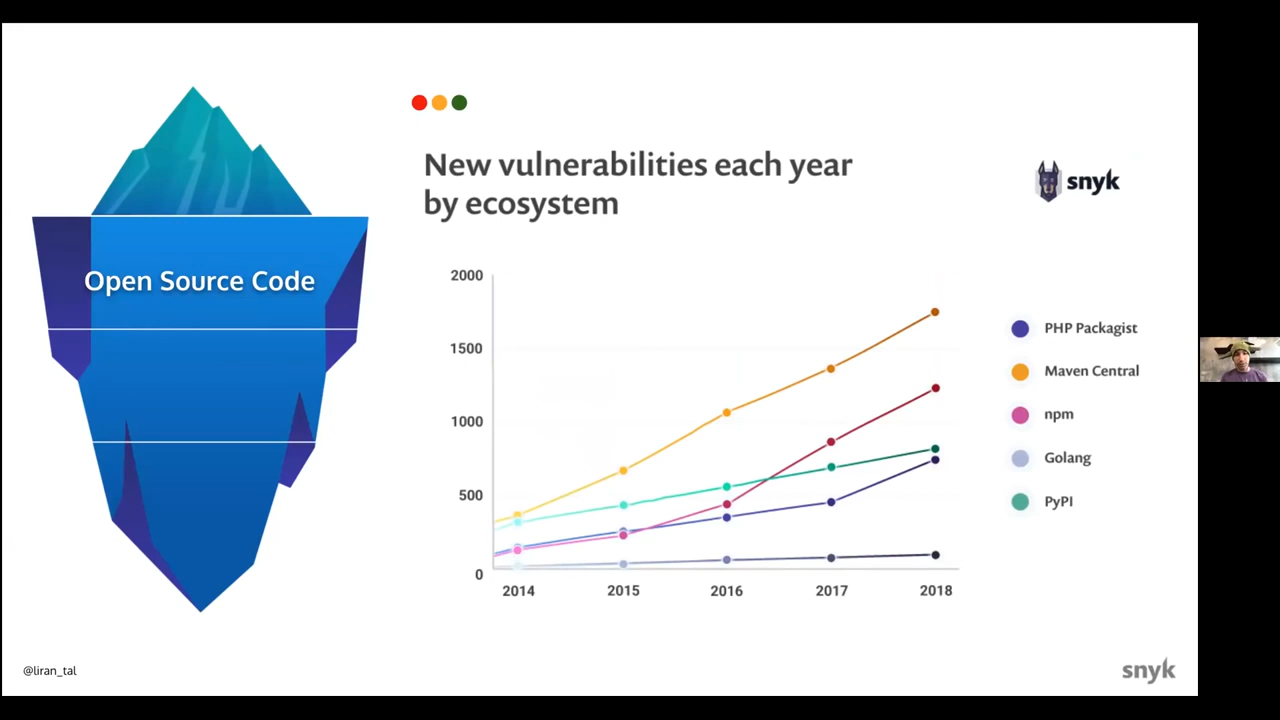 New vulnerabilities each year
by ecosystem
snyk
Open Source Code
2000
1500
1000
500
0
2014
2015
2016
2017
2018
PHP Packagist
Maven Central
npm
Golang
PyPI
@liran_tal
snyk